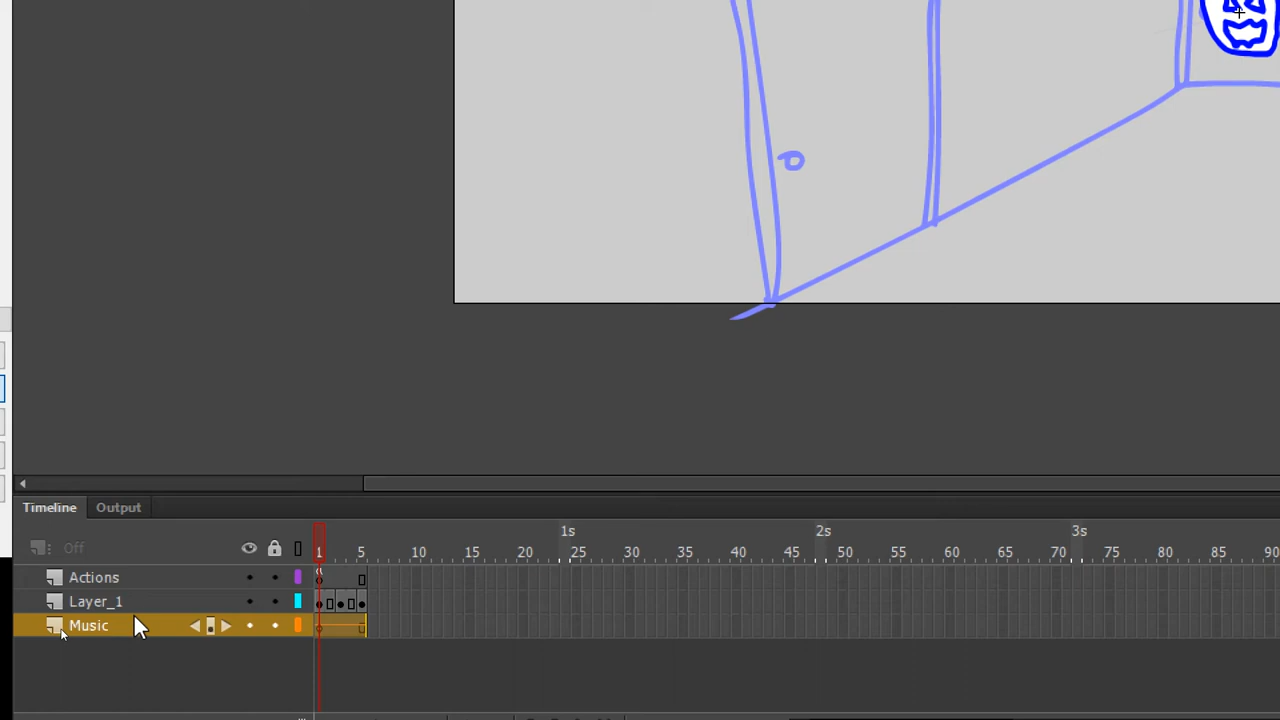 Timeline Output
1s 2s 3s
Off 1 5 10 15 20 25 30 35 40 45 50 55 60 65 70 75 80 85 90
Actions
Layer_1
Music